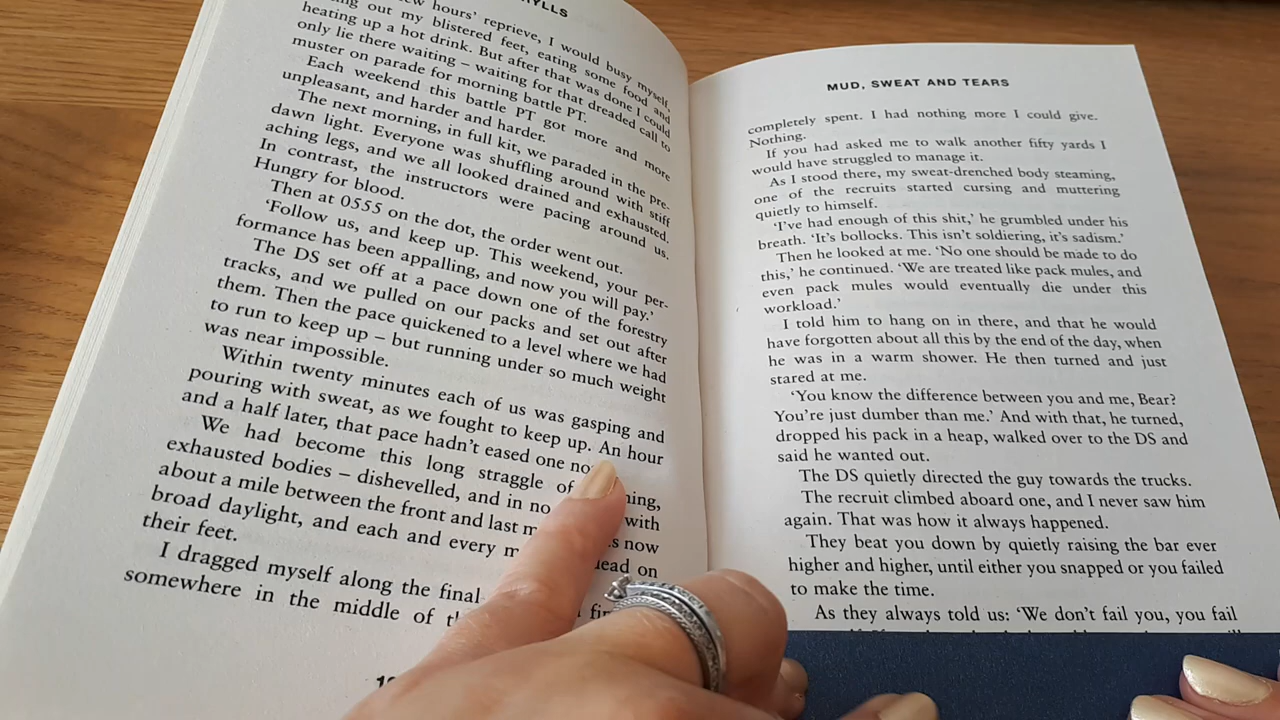 YLLS
hours' reprieve, I would busy myself,
out my blistered feet, eating some food and
heating up a hot drink. But after that was done I could
only lie there waiting – waiting for that dreaded call to
muster on parade for morning battle PT.
Each weekend this battle PT got more and more
unpleasant, and harder and harder.
The next morning, in full kit, we paraded in the pre-
dawn light. Everyone was shuffling around with stiff
aching legs, and we all looked drained and exhausted.
In contrast, the instructors were pacing around us.
Hungry for blood.
Then at 0555 on the dot, the order went out.
'Follow us, and keep up. This weekend, your per-
formance has been appalling, and now you will pay.'
The DS set off at a pace down one of the forestry
tracks, and we pulled on our packs and set out after
them. Then the pace quickened to a level where we had
to run to keep up – but running under so much weight
was near impossible.
Within twenty minutes each of us was gasping and
pouring with sweat, as we fought to keep up. An hour
and a half later, that pace hadn't eased one
We had become this long straggle of
exhausted bodies – dishevelled, and in no with
about a mile between the front and last now
broad daylight, and each and every on
their feet.
I dragged myself along the final
somewhere in the middle of
MUD, SWEAT AND TEARS
completely spent. I had nothing more I could give.
Nothing.
If you had asked me to walk another fifty yards I
would have struggled to manage it.
As I stood there, my sweat-drenched body steaming,
one of the recruits started cursing and muttering
quietly to himself.
'I've had enough of this shit,' he grumbled under his
breath. 'It's bollocks. This isn't soldiering, it's sadism.'
Then he looked at me. 'No one should be made to do
this,' he continued. 'We are treated like pack mules, and
even pack mules would eventually die under this
workload.'
I told him to hang on in there, and that he would
have forgotten about all this by the end of the day, when
he was in a warm shower. He then turned and just
stared at me.
'You know the difference between you and me, Bear?
You're just dumber than me.' And with that, he turned,
dropped his pack in a heap, walked over to the DS and
said he wanted out.
The DS quietly directed the guy towards the trucks.
The recruit climbed aboard one, and I never saw him
again. That was how it always happened.
They beat you down by quietly raising the bar ever
higher and higher, until either you snapped or you failed
to make the time.
As they always told us: 'We don't fail you, you fail